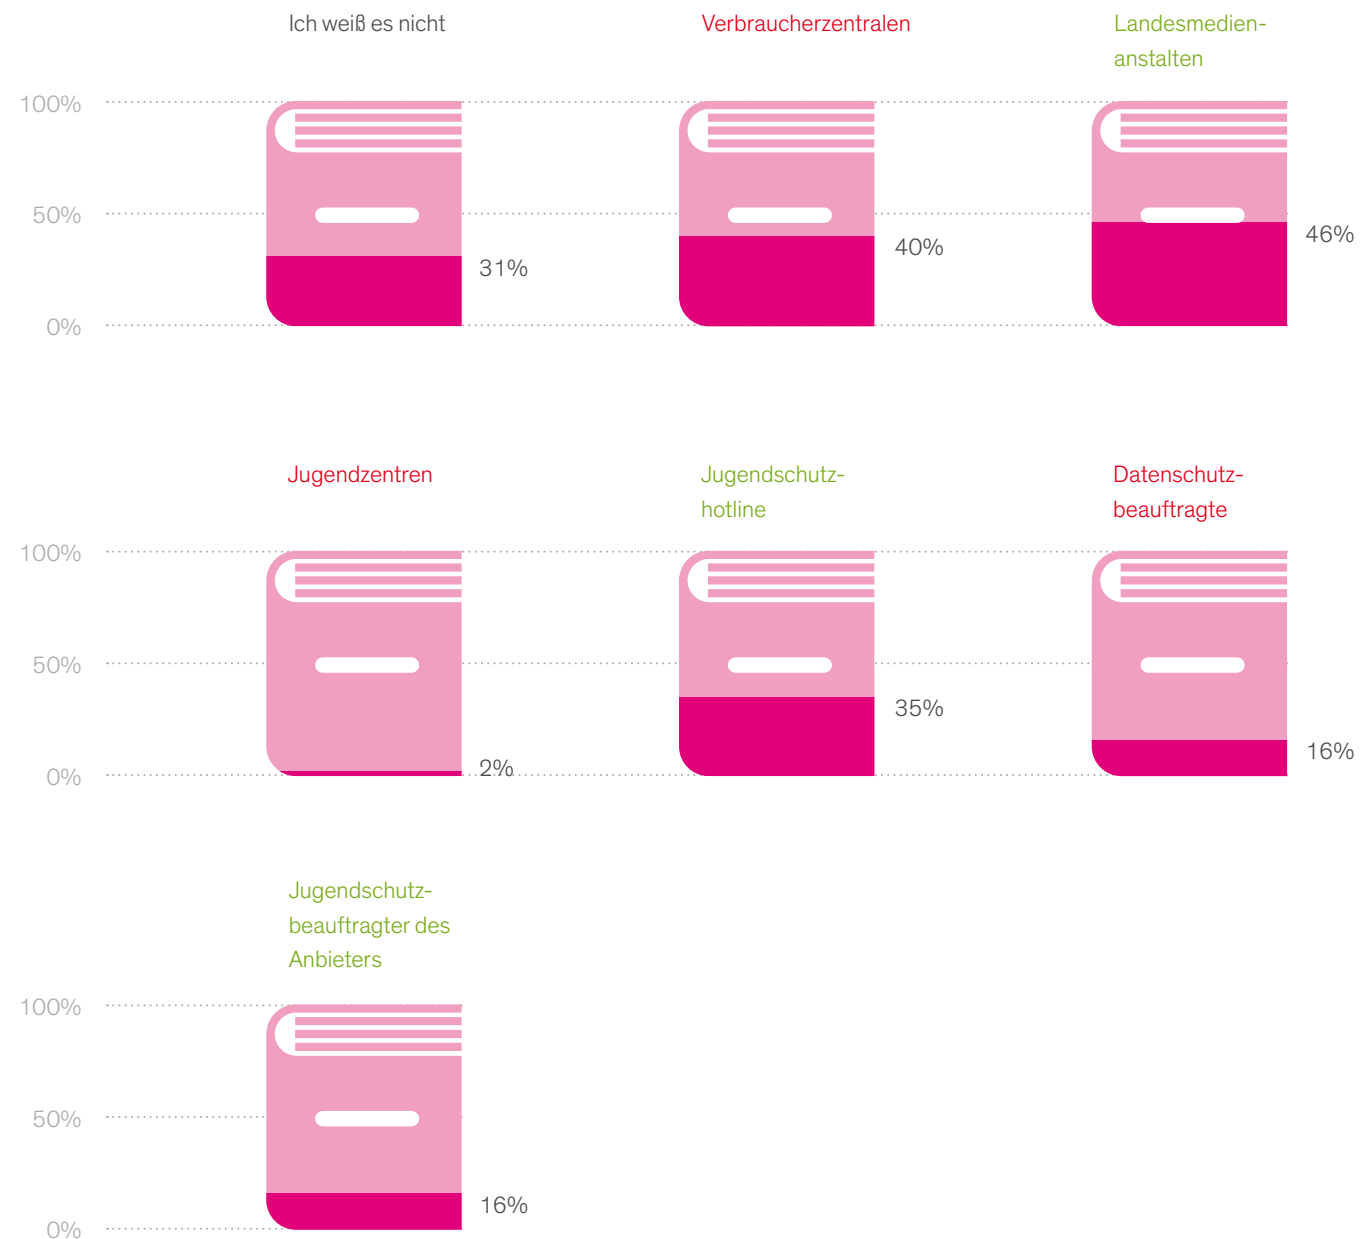 Ich weiß es nicht
Verbraucherzentralen
Landesmedien-
anstalten
100%
50%
0%
31%
40%
46%
Jugendzentren
Jugendschutz-
hotline
Datenschutz-
beauftragte
100%
50%
0%
2%
35%
16%
Jugendschutz-
beauftragter des
Anbieters
100%
50%
0%
16%